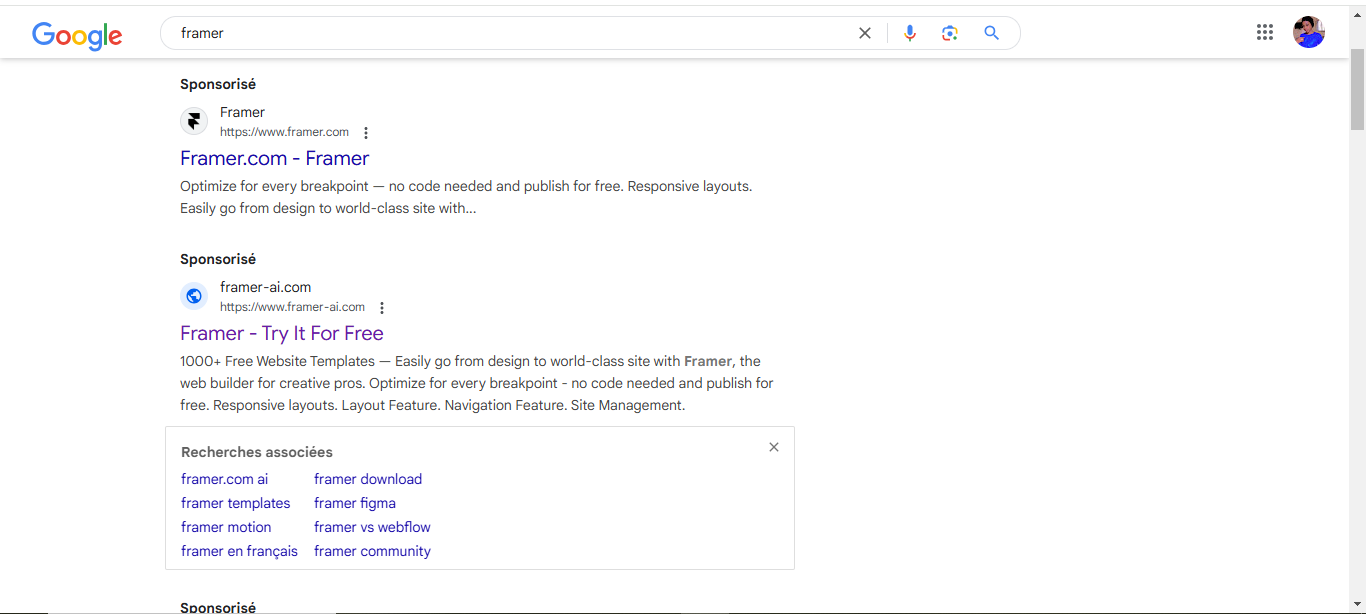 Google
framer
Sponsorisé
Framer
https://www.framer.com
Framer.com - Framer
Optimize for every breakpoint — no code needed and publish for free. Responsive layouts.
Easily go from design to world-class site with...
Sponsorisé
framer-ai.com
https://www.framer-ai.com
Framer - Try It For Free
1000+ Free Website Templates — Easily go from design to world-class site with Framer, the
web builder for creative pros. Optimize for every breakpoint - no code needed and publish for
free. Responsive layouts. Layout Feature. Navigation Feature. Site Management.
Recherches associées
framer.com ai framer download
framer templates framer figma
framer motion framer vs webflow
framer en français framer community
Sponsorisé